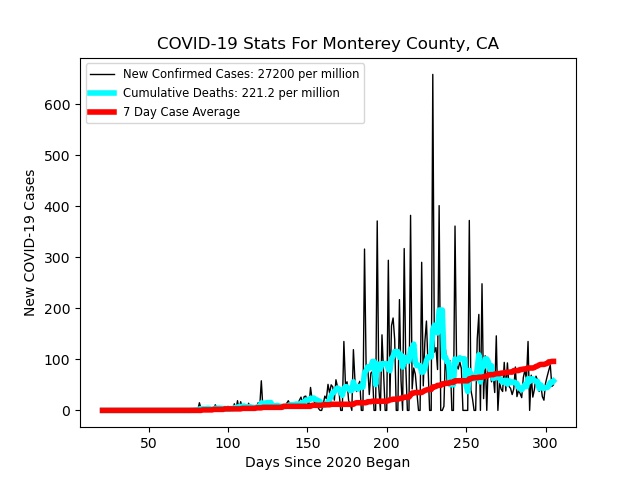 COVID-19 Stats For Monterey County, CA
New Confirmed Cases: 27200 per million
Cumulative Deaths: 221.2 per million
7 Day Case Average
New COVID-19 Cases
600
500
400
300
200
100
0
50 100 150 200 250 300
Days Since 2020 Began